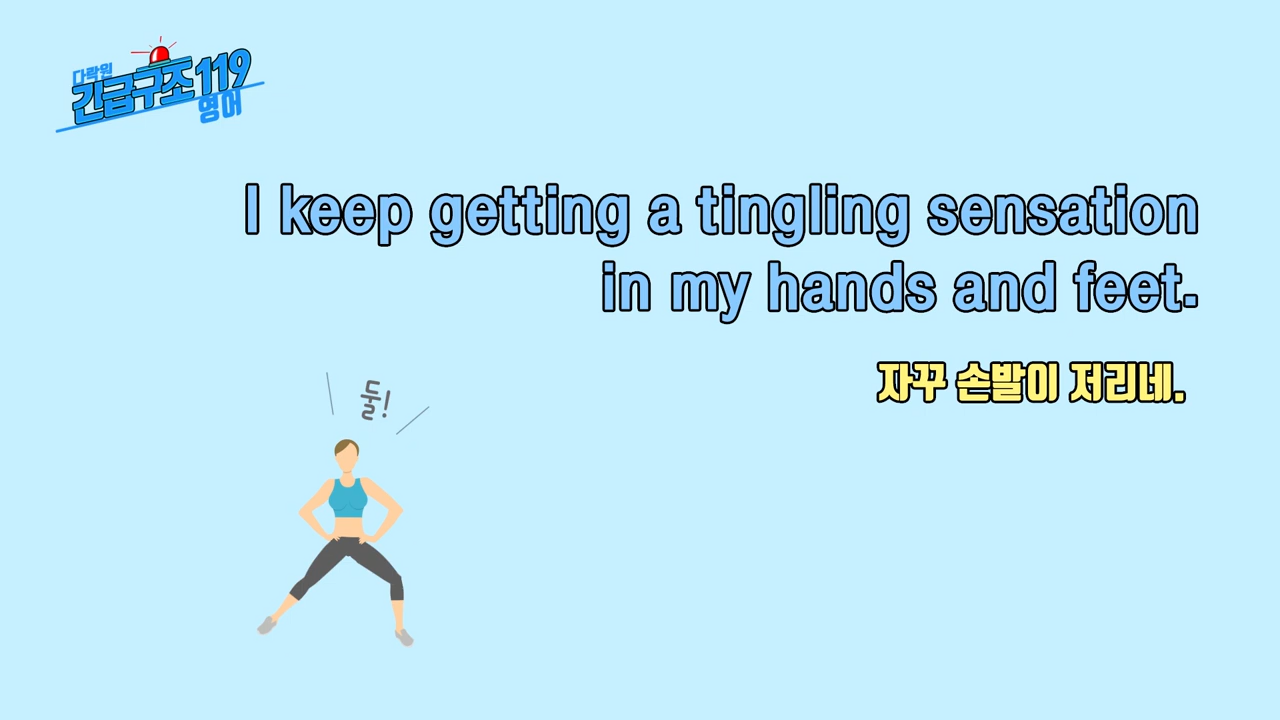 다락원
긴급구조119
영어
I keep getting a tingling sensation
in my hands and feet.
자꾸 손발이 저리네.
둘!